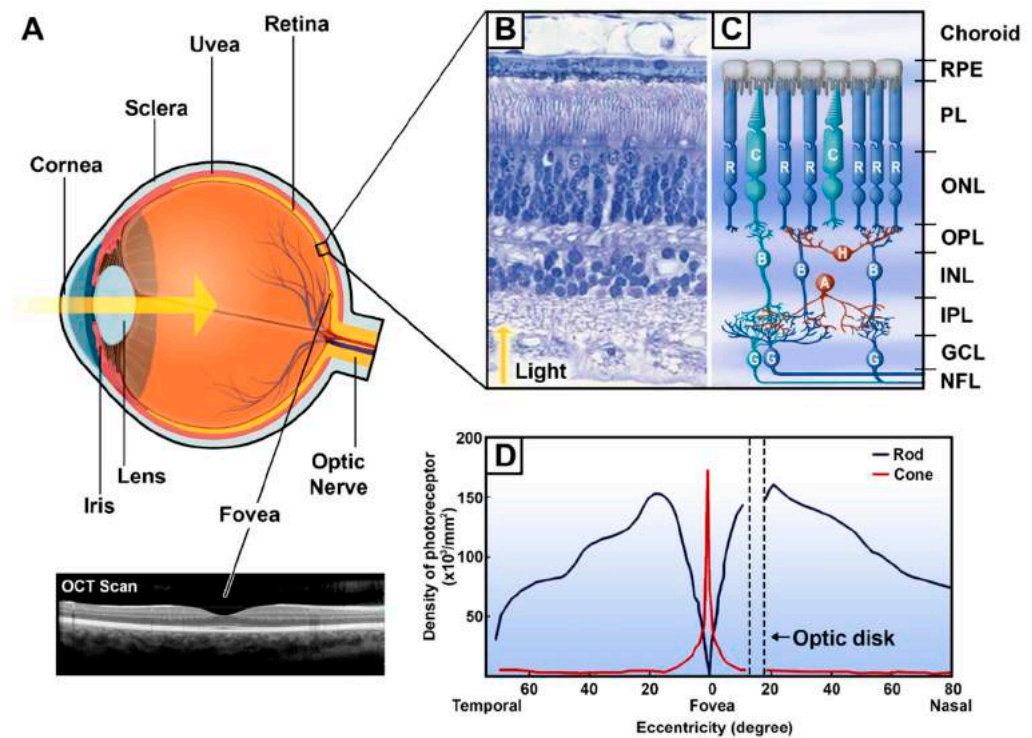 A
Retina
Uvea
Sclera
Cornea
Lens
Iris
Optic
Nerve
Fovea
OCT Scan
B
Light
C
R
C
R
R
C
R
R
R
H
B
B
B
A
G
G
G
Choroid
RPE
PL
ONL
OPL
INL
IPL
GCL
NFL
D
Rod
Cone
Density of photoreceptor
(x10³/mm²)
200
150
100
50
Optic disk
60
40
20
0
20
40
60
80
Temporal
Fovea
Nasal
Eccentricity (degree)